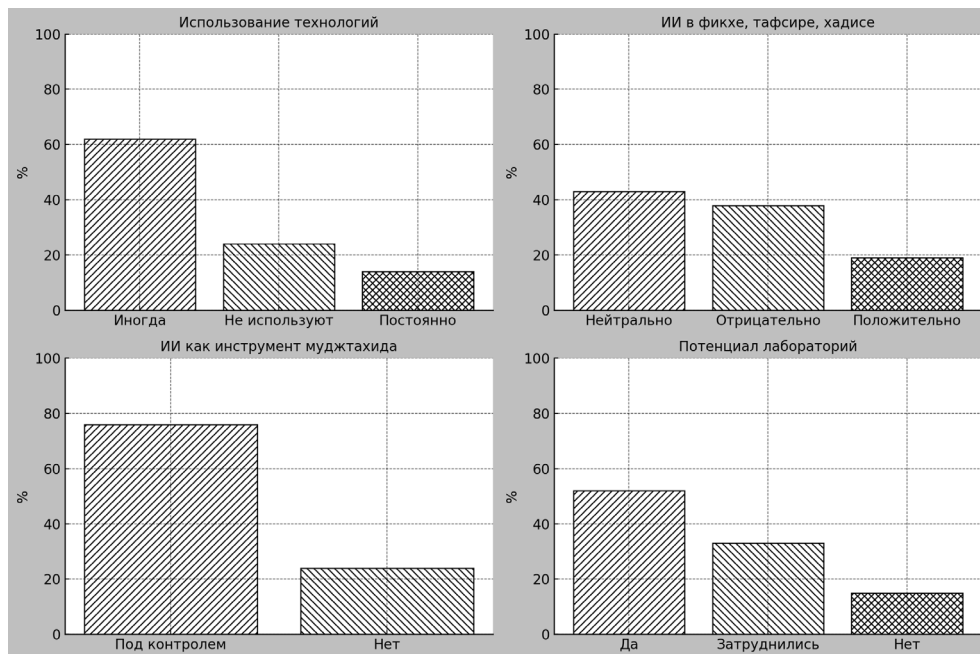 Использование технологий
100
80
60
40
20
0
%
Иногда
Не используют
Постоянно
ИИ в фикхе, тафсире, хадисе
100
80
60
40
20
0
%
Нейтрально
Отрицательно
Положительно
ИИ как инструмент муджтахида
100
80
60
40
20
0
%
Под контролем
Нет
Потенциал лабораторий
100
80
60
40
20
0
%
Да
Затруднились
Нет